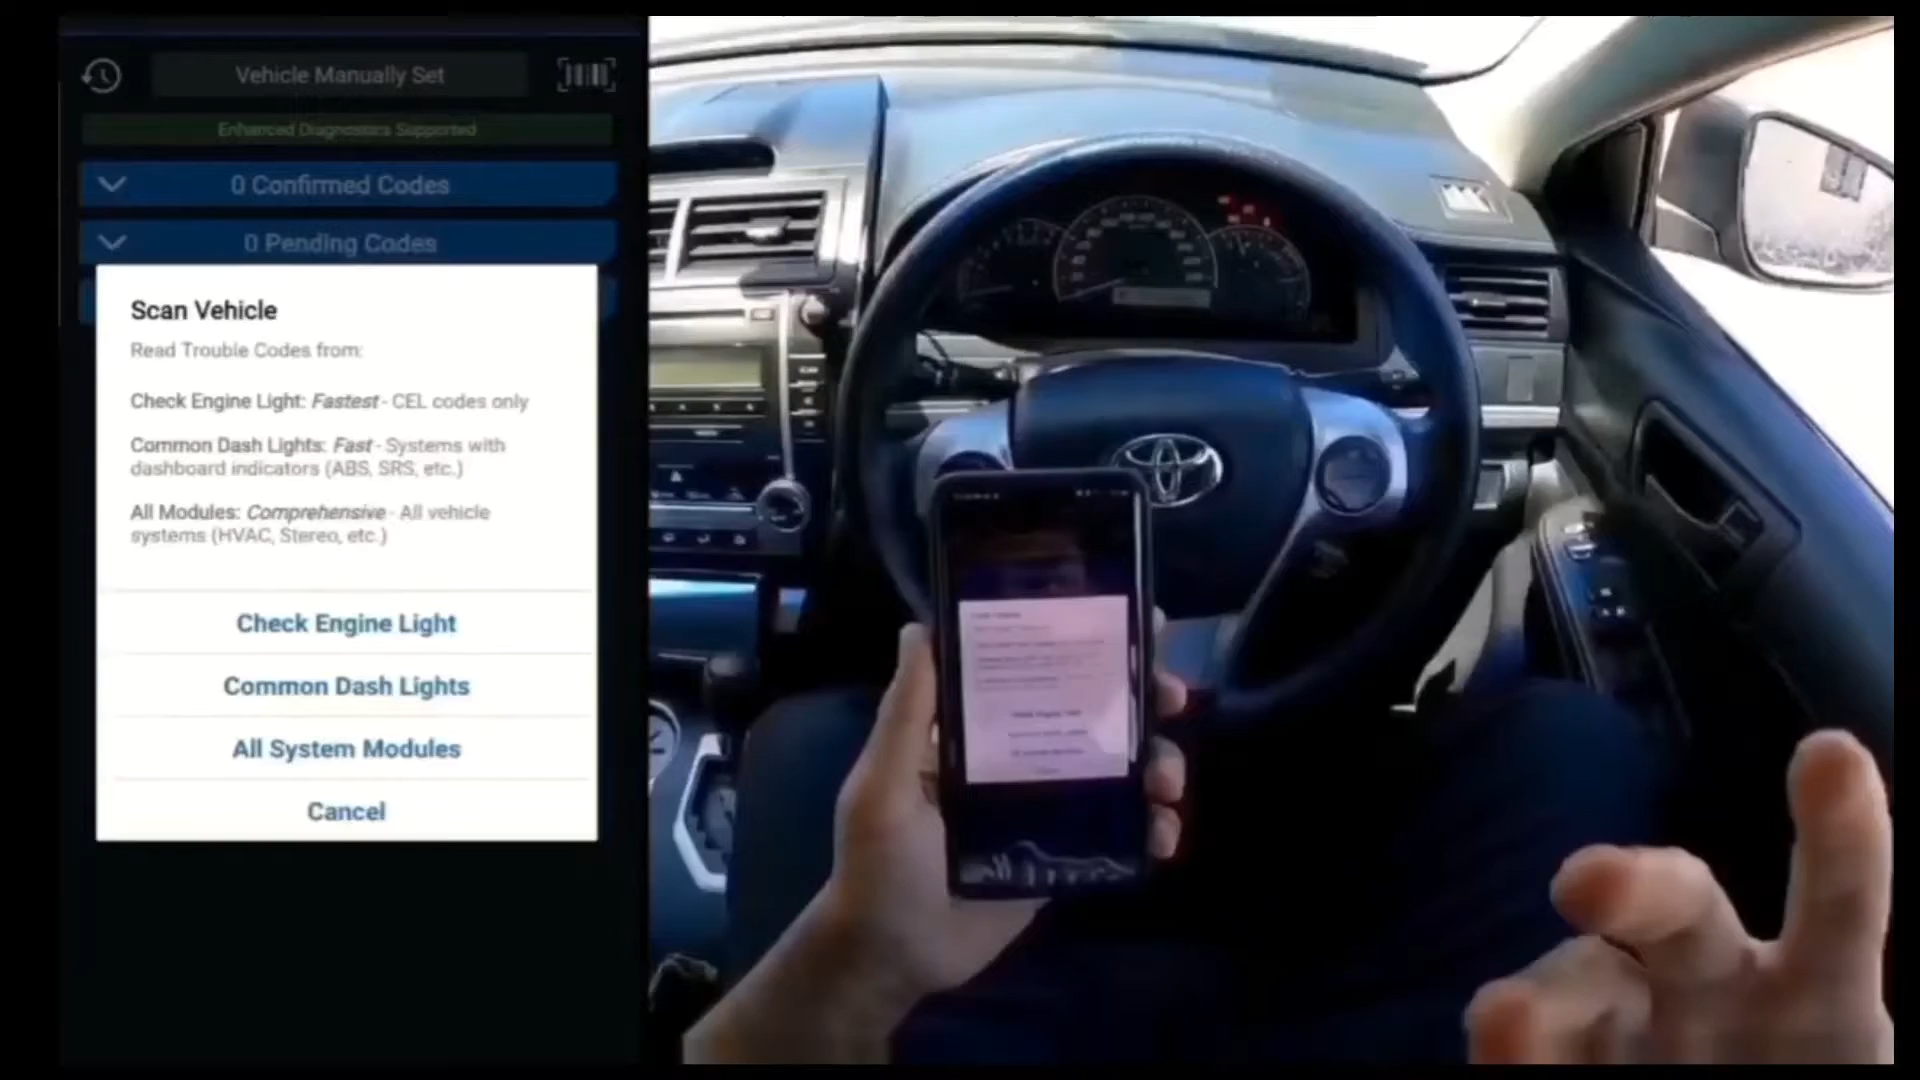 Vehicle Manually Set
Enhanced Diagnostics Supported
0 Confirmed Codes
0 Pending Codes
Scan Vehicle
Read Trouble Codes from:
Check Engine Light: Fastest - CEL codes only
Common Dash Lights: Fast - Systems with
dashboard indicators (ABS, SRS, etc.)
All Modules: Comprehensive - All vehicle
systems (HVAC, Stereo, etc.)
Check Engine Light
Common Dash Lights
All System Modules
Cancel